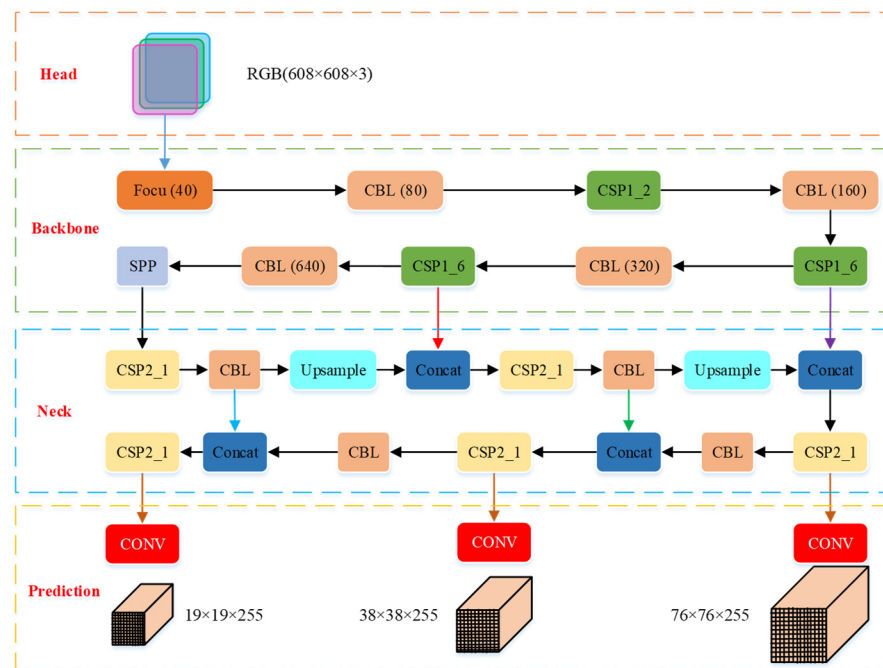 Head
RGB(608×608×3)
Backbone
Focu (40) CBL (80) CSP1_2 CBL (160)
SPP CBL (640) CSP1_6 CBL (320) CSP1_6
Neck
CSP2_1 CBL Upsample Concat CSP2_1 CBL Upsample Concat
CSP2_1 Concat CBL CSP2_1 Concat CBL CSP2_1
Prediction
CONV CONV CONV
19×19×255 38×38×255 76×76×255